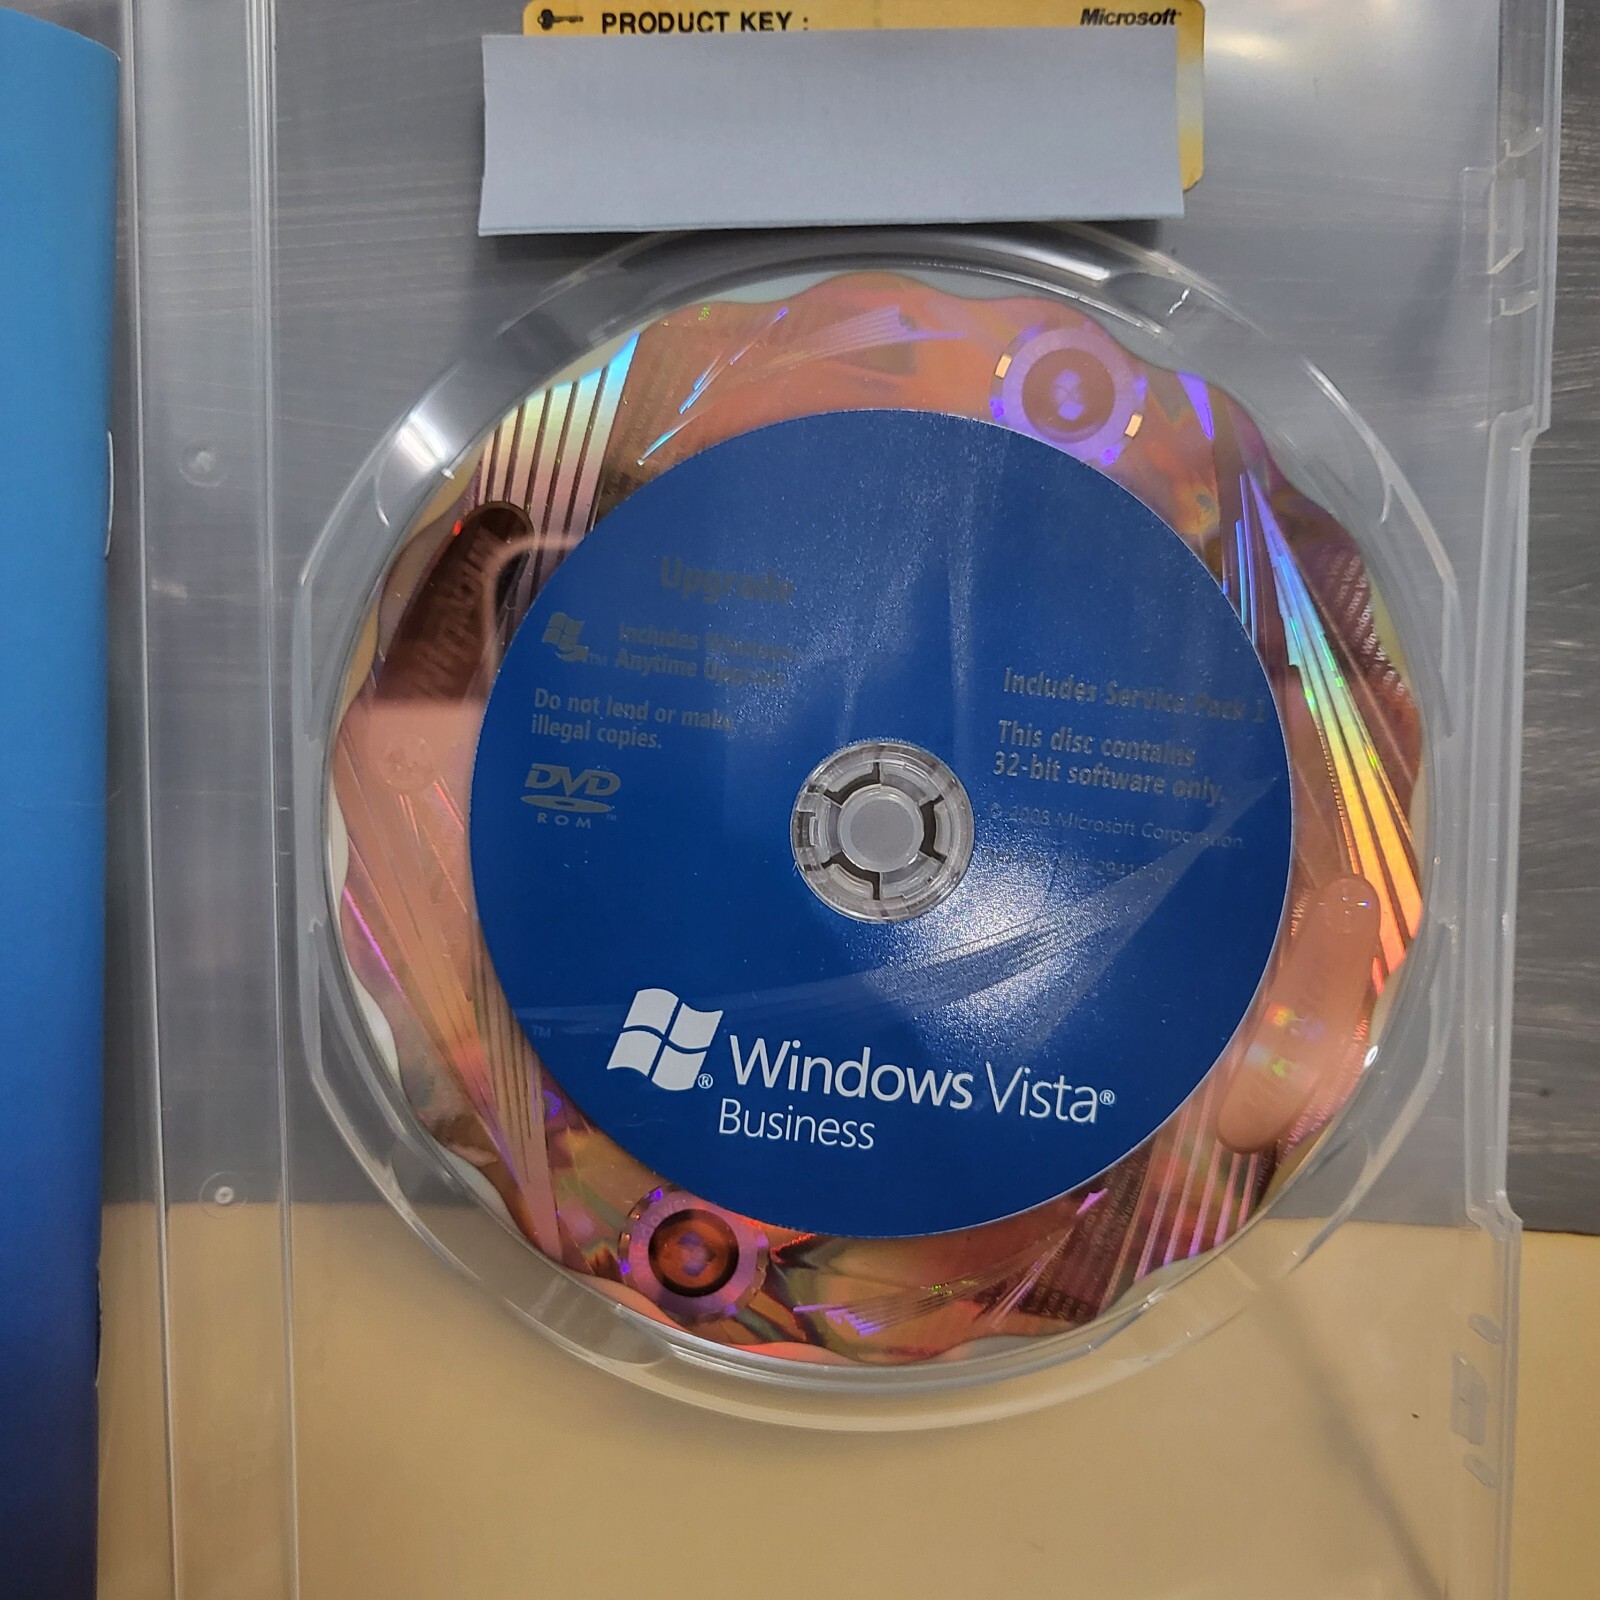 PRODUCT KEY :
Microsoft
Upgrade
Includes Windows
Anytime Upgrade
Do not lend or make
illegal copies.
DVD
ROM
Includes Service Pack 1
This disc contains
32-bit software only.
© 2008 Microsoft Corporation.
Windows Vista®
Business